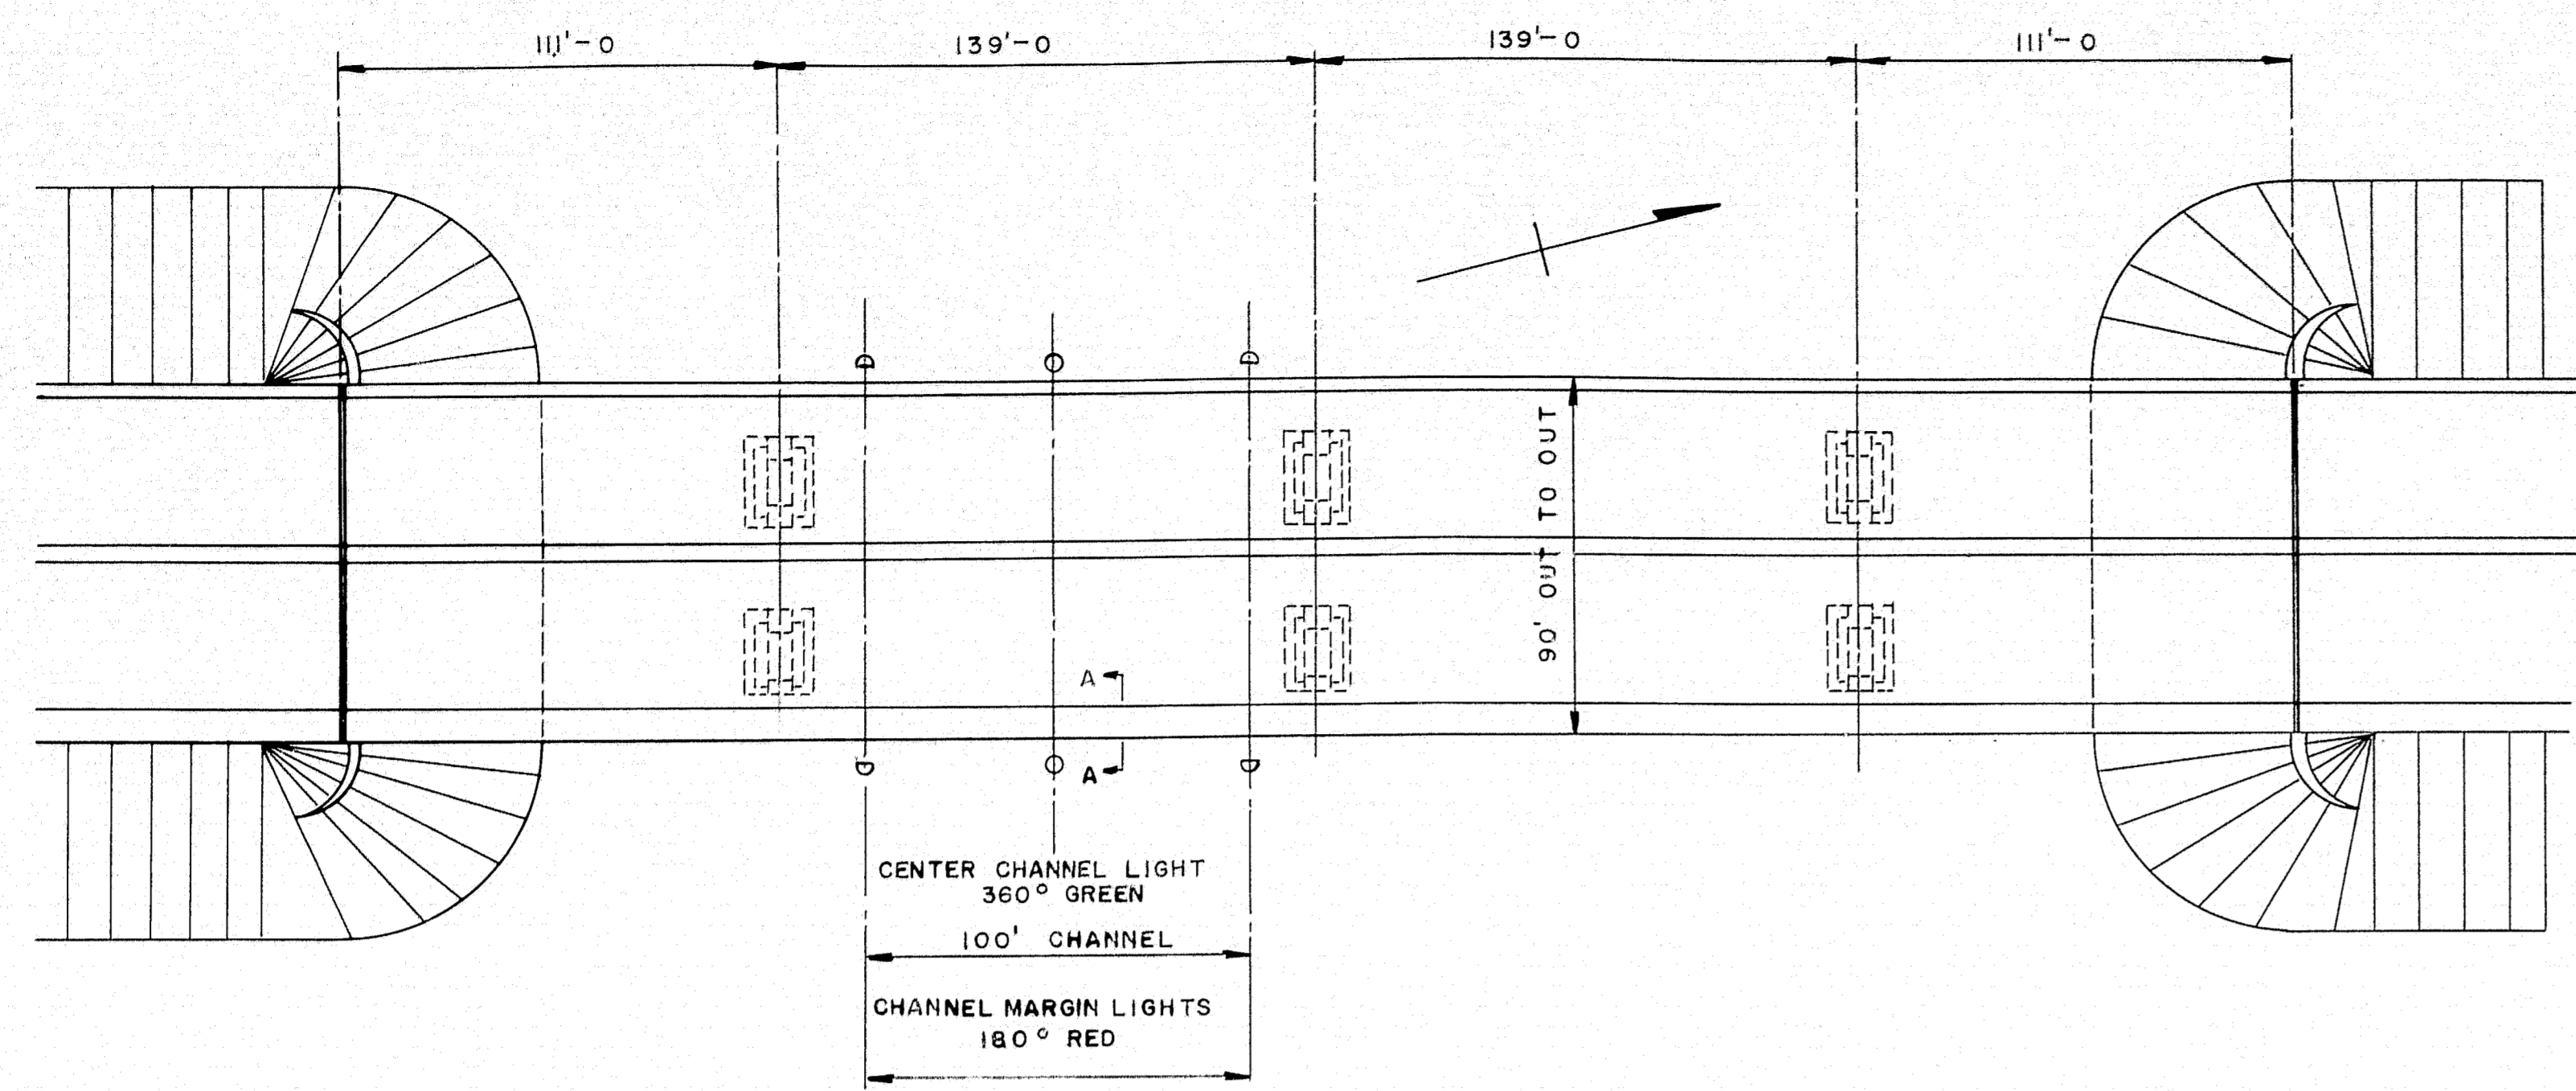 111'-0
139'-0
139'-0
111'-0
90' OUT TO OUT
A
A
CENTER CHANNEL LIGHT
360° GREEN
100' CHANNEL
CHANNEL MARGIN LIGHTS
180° RED